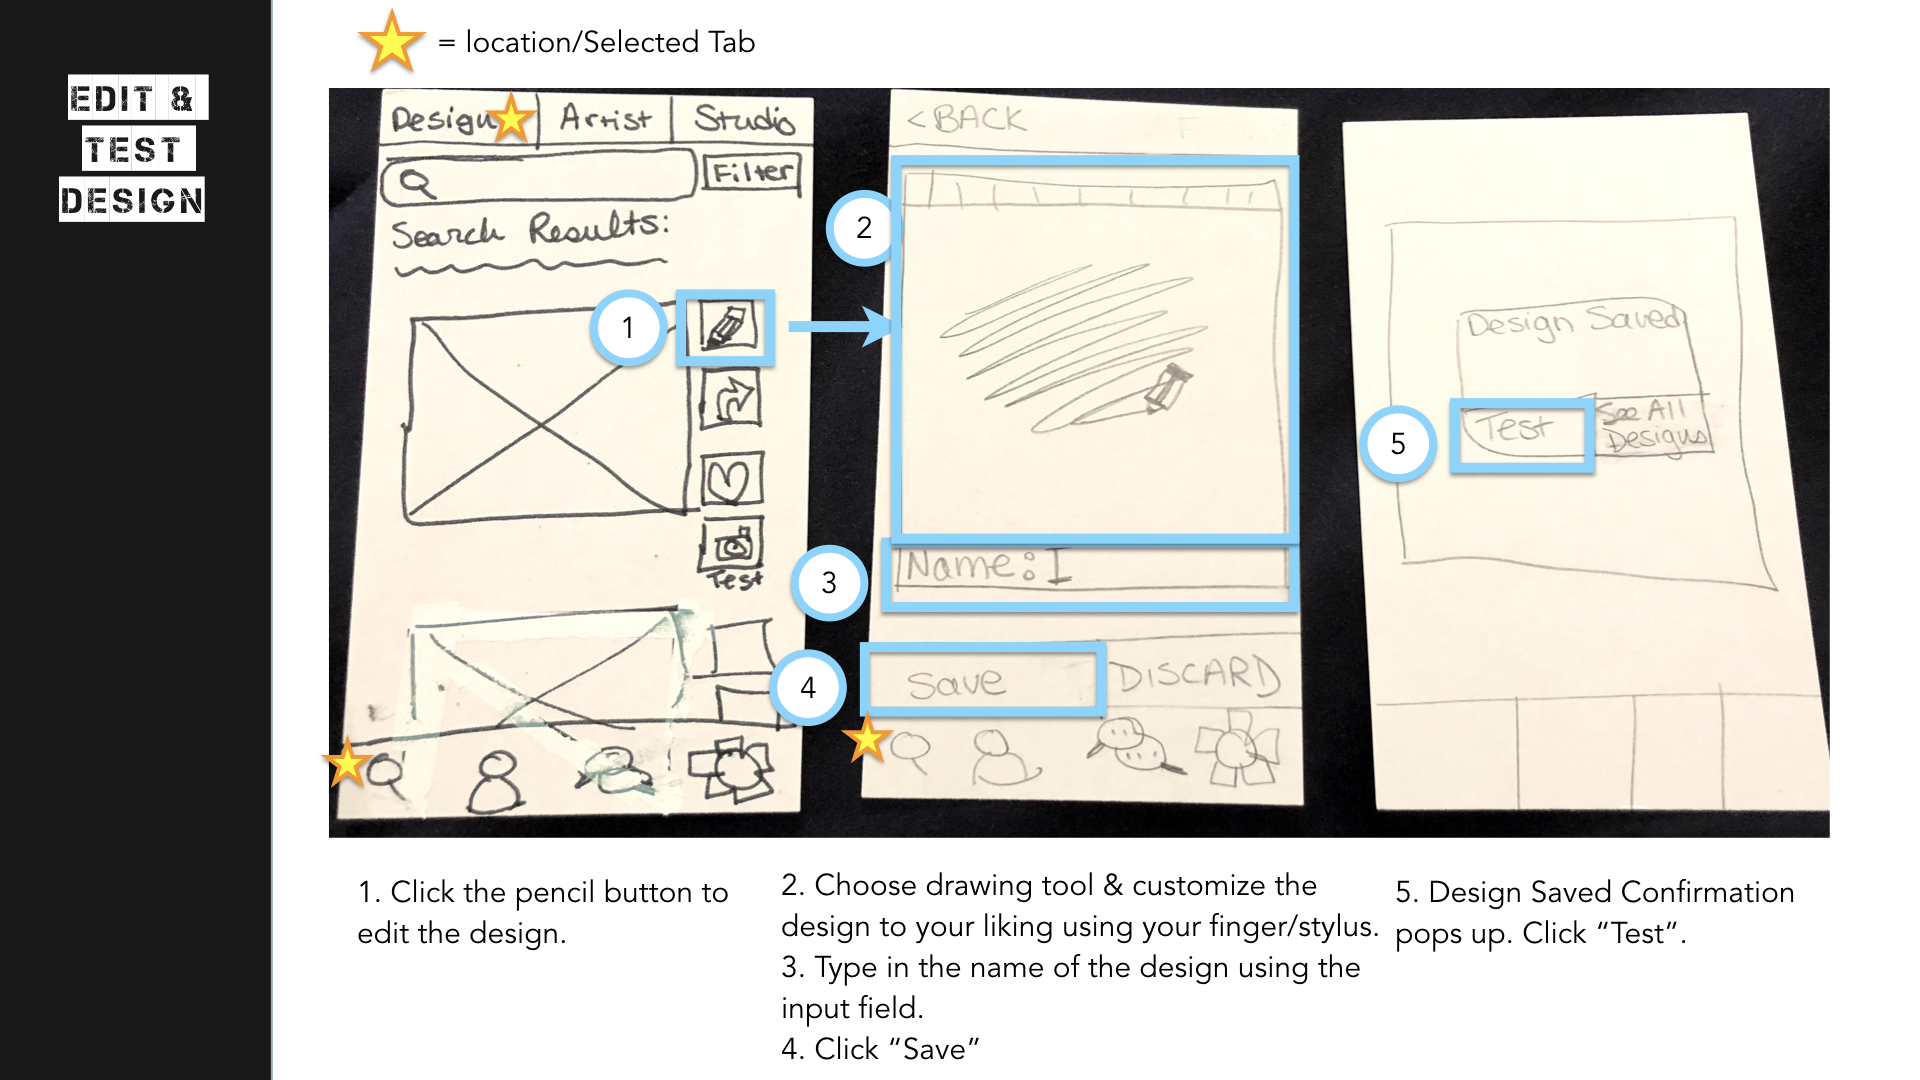 EDIT &
TEST
DESIGN
= location/Selected Tab
Design Artist Studio
Filter
Search Results:
1
Test
<BACK
2
3
Name: I
4
Save DISCARD
Design Saved
5
Test
See All
Designs
1. Click the pencil button to
edit the design.
2. Choose drawing tool & customize the
design to your liking using your finger/stylus.
3. Type in the name of the design using the
input field.
4. Click “Save”
5. Design Saved Confirmation
pops up. Click “Test”.